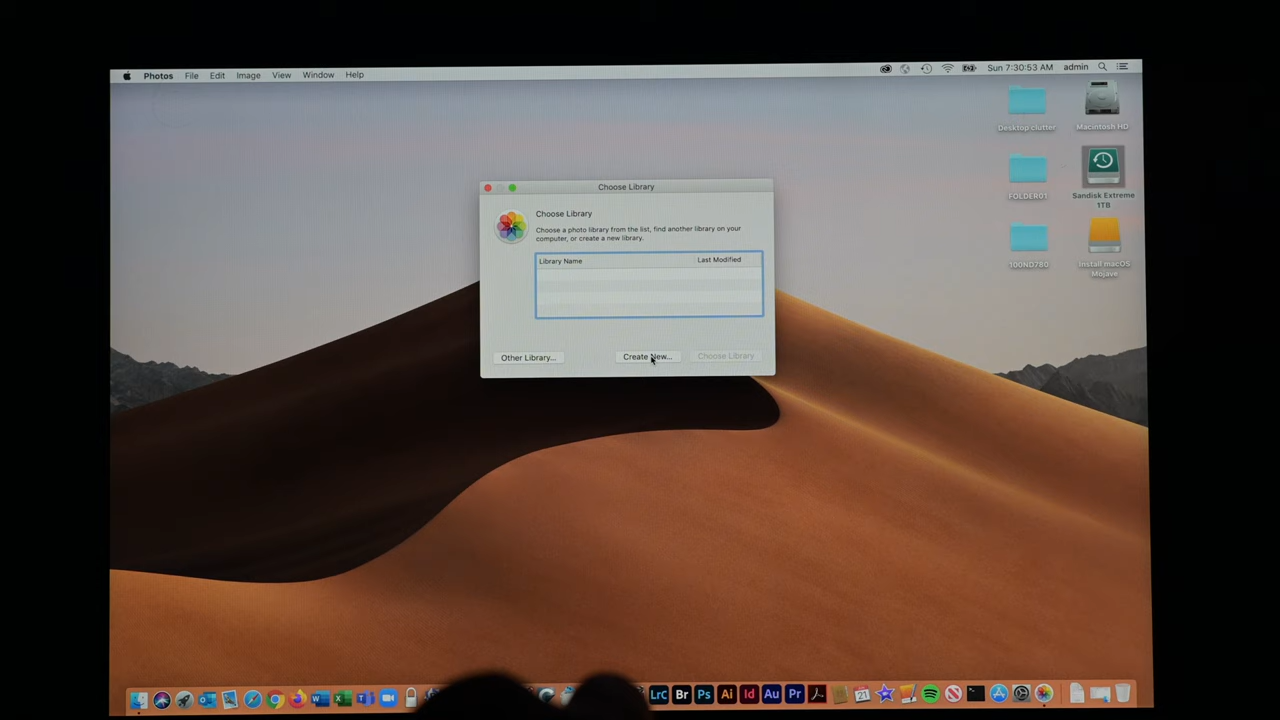 Photos File Edit Image View Window Help
Sun 7:30:53 AM admin
Desktop clutter
Macintosh HD
FOLDER01
Sandisk Extreme
1TB
100ND780
Install macOS
Mojave
Choose Library
Choose Library
Choose a photo library from the list, find another library on your
computer, or create a new library.
Library Name Last Modified
Other Library... Create New... Choose Library
LrC Br Ps Ai Id Au Pr